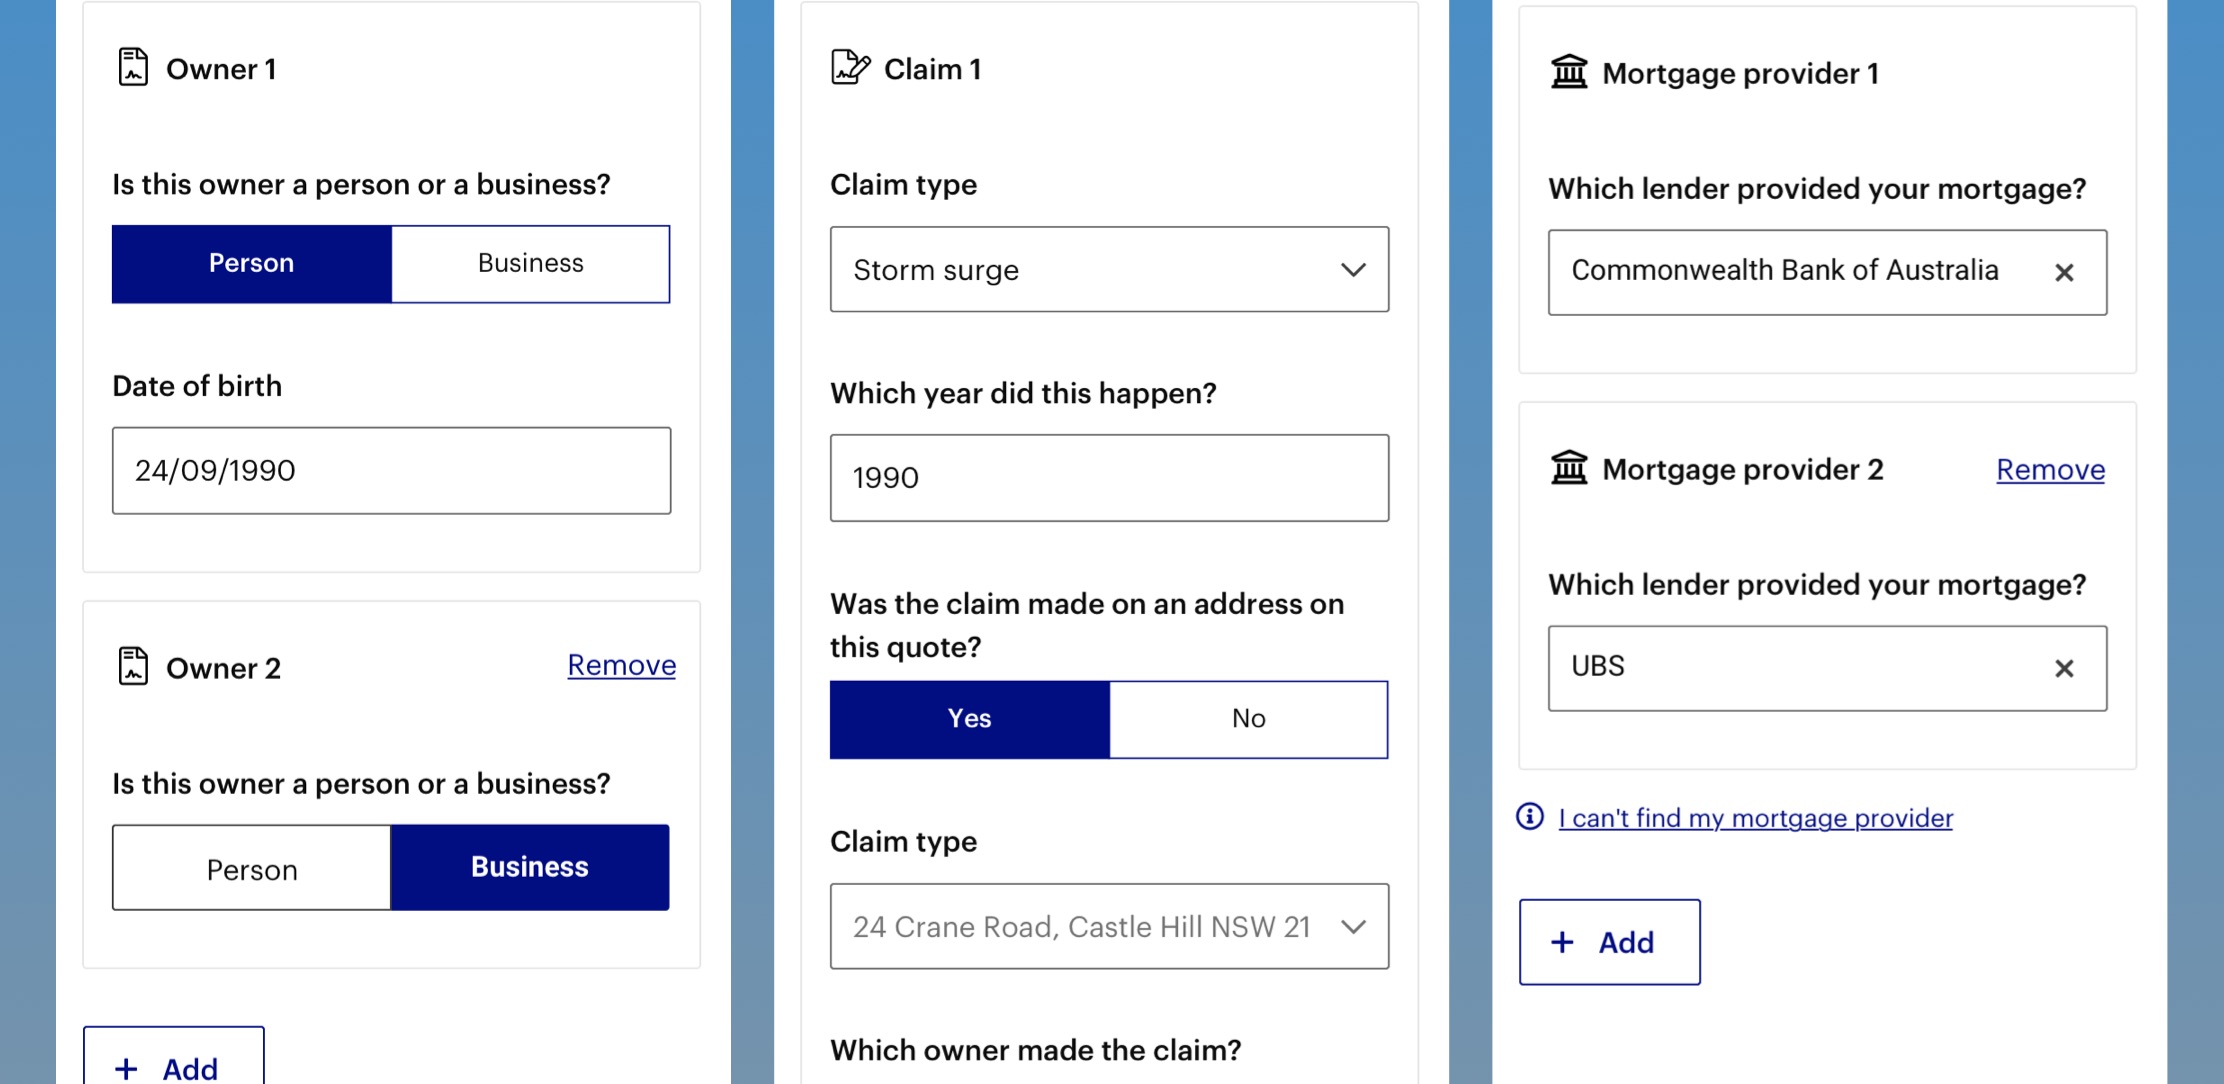 Owner 1
Is this owner a person or a business?
Person
Business
Date of birth
24/09/1990
Owner 2
Remove
Is this owner a person or a business?
Person
Business
+ Add
Claim 1
Claim type
Storm surge
Which year did this happen?
1990
Was the claim made on an address on
this quote?
Yes
No
Claim type
24 Crane Road, Castle Hill NSW 21
Which owner made the claim?
Mortgage provider 1
Which lender provided your mortgage?
Commonwealth Bank of Australia
Mortgage provider 2
Remove
Which lender provided your mortgage?
UBS
I can't find my mortgage provider
+ Add